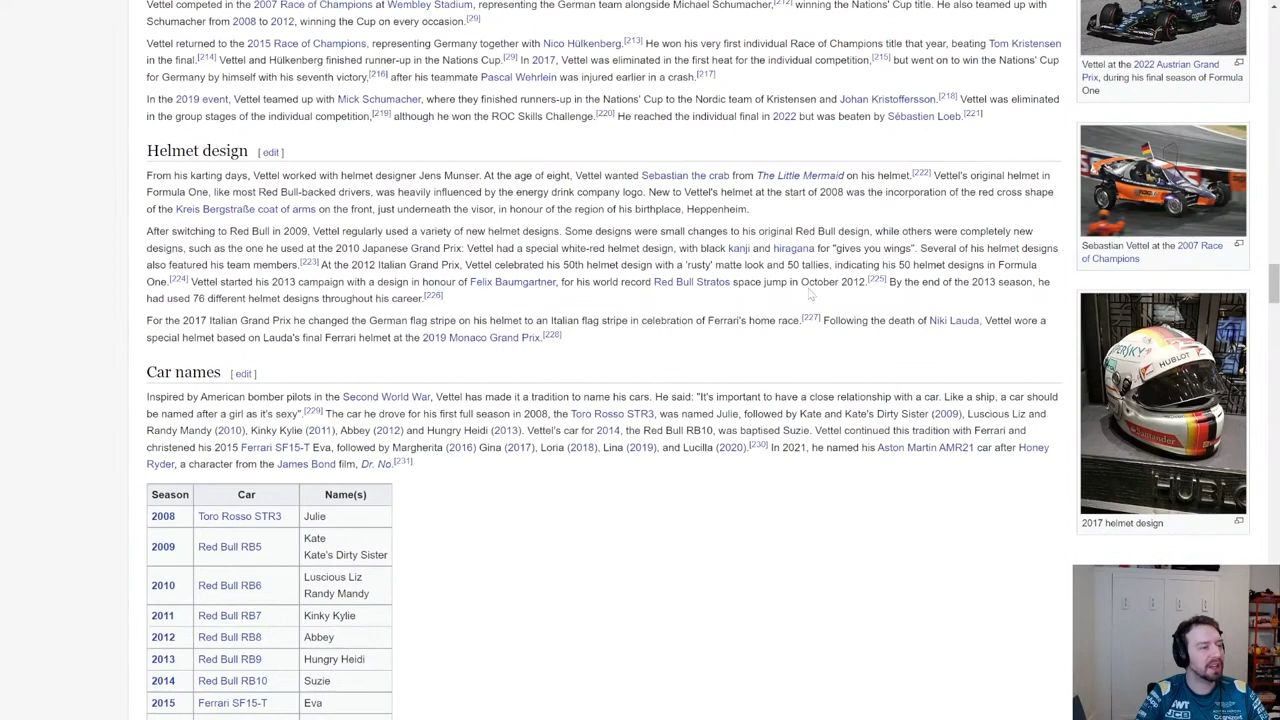 Vettel competed in the 2007 Race of Champions at Wembley Stadium, representing the German team alongside Michael Schumacher,[212] winning the Nations' Cup title. He also teamed up with
Schumacher from 2008 to 2012, winning the Cup on every occasion.[29]
Vettel returned to the 2015 Race of Champions, representing Germany together with Nico Hülkenberg.[213] He won his very first individual Race of Champions title that year, beating Tom Kristensen
in the final.[214] Vettel and Hülkenberg finished runner-up in the Nations Cup.[29] In 2017, Vettel was eliminated in the first heat for the individual competition,[215] but went on to win the Nations' Cup
for Germany by himself with his seventh victory,[216] after his teammate Pascal Wehrlein was injured earlier in a crash.[217]
In the 2019 event, Vettel teamed up with Mick Schumacher, where they finished runners-up in the Nations' Cup to the Nordic team of Kristensen and Johan Kristoffersson.[218] Vettel was eliminated
in the group stages of the individual competition,[219] although he won the ROC Skills Challenge.[220] He reached the individual final in 2022 but was beaten by Sébastien Loeb.[221]
Helmet design [ edit ]
From his karting days, Vettel worked with helmet designer Jens Munser. At the age of eight, Vettel wanted Sebastian the crab from The Little Mermaid on his helmet.[222] Vettel's original helmet in
Formula One, like most Red Bull-backed drivers, was heavily influenced by the energy drink company logo. New to Vettel's helmet at the start of 2008 was the incorporation of the red cross shape
of the Kreis Bergstraße coat of arms on the front, just underneath the visor, in honour of the region of his birthplace, Heppenheim.
After switching to Red Bull in 2009, Vettel regularly used a variety of new helmet designs. Some designs were small changes to his original Red Bull design, while others were completely new
designs, such as the one he used at the 2010 Japanese Grand Prix: Vettel had a special white-red helmet design, with black kanji and hiragana for "gives you wings". Several of his helmet designs
also featured his team members.[223] At the 2012 Italian Grand Prix, Vettel celebrated his 50th helmet design with a 'rusty' matte look and 50 tallies, indicating his 50 helmet designs in Formula
One.[224] Vettel started his 2013 campaign with a design in honour of Felix Baumgartner, for his world record Red Bull Stratos space jump in October 2012.[225] By the end of the 2013 season, he
had used 76 different helmet designs throughout his career.[226]
For the 2017 Italian Grand Prix he changed the German flag stripe on his helmet to an Italian flag stripe in celebration of Ferrari's home race.[227] Following the death of Niki Lauda, Vettel wore a
special helmet based on Lauda's final Ferrari helmet at the 2019 Monaco Grand Prix.[228]
Car names [ edit ]
Inspired by American bomber pilots in the Second World War, Vettel has made it a tradition to name his cars. He said: "It's important to have a close relationship with a car. Like a ship, a car should
be named after a girl as it's sexy".[229] The car he drove for his first full season in 2008, the Toro Rosso STR3, was named Julie, followed by Kate and Kate's Dirty Sister (2009), Luscious Liz and
Randy Mandy (2010), Kinky Kylie (2011), Abbey (2012) and Hungry Heidi (2013). Vettel's car for 2014, the Red Bull RB10, was baptised Suzie. Vettel continued this tradition with Ferrari and
christened his 2015 Ferrari SF15-T Eva, followed by Margherita (2016) Gina (2017), Loria (2018), Lina (2019), and Lucilla (2020).[230] In 2021, he named his Aston Martin AMR21 car after Honey
Ryder, a character from the James Bond film, Dr. No.[231]
Season Car Name(s)
2008 Toro Rosso STR3 Julie
2009 Red Bull RB5 Kate
Kate's Dirty Sister
2010 Red Bull RB6 Luscious Liz
Randy Mandy
2011 Red Bull RB7 Kinky Kylie
2012 Red Bull RB8 Abbey
2013 Red Bull RB9 Hungry Heidi
2014 Red Bull RB10 Suzie
2015 Ferrari SF15-T Eva
Vettel at the 2022 Austrian Grand
Prix, during his final season of Formula
One
Sebastian Vettel at the 2007 Race
of Champions
HUBLOT
Santander
2017 helmet design
JCB
Cognizant